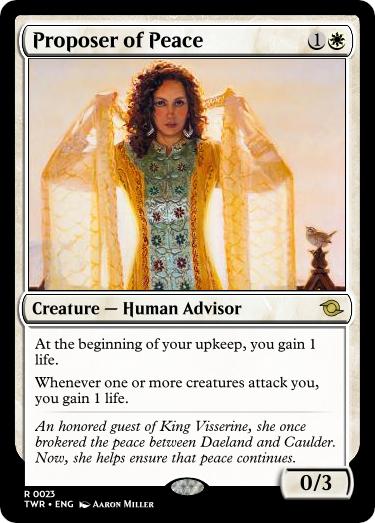 Proposer of Peace 1
Creature — Human Advisor
At the beginning of your upkeep, you gain 1
life.
Whenever one or more creatures attack you,
you gain 1 life.
An honored guest of King Visserine, she once
brokered the peace between Daeland and Caulder.
Now, she helps ensure that peace continues.
0/3
R 0023
TWR • ENG Aaron Miller